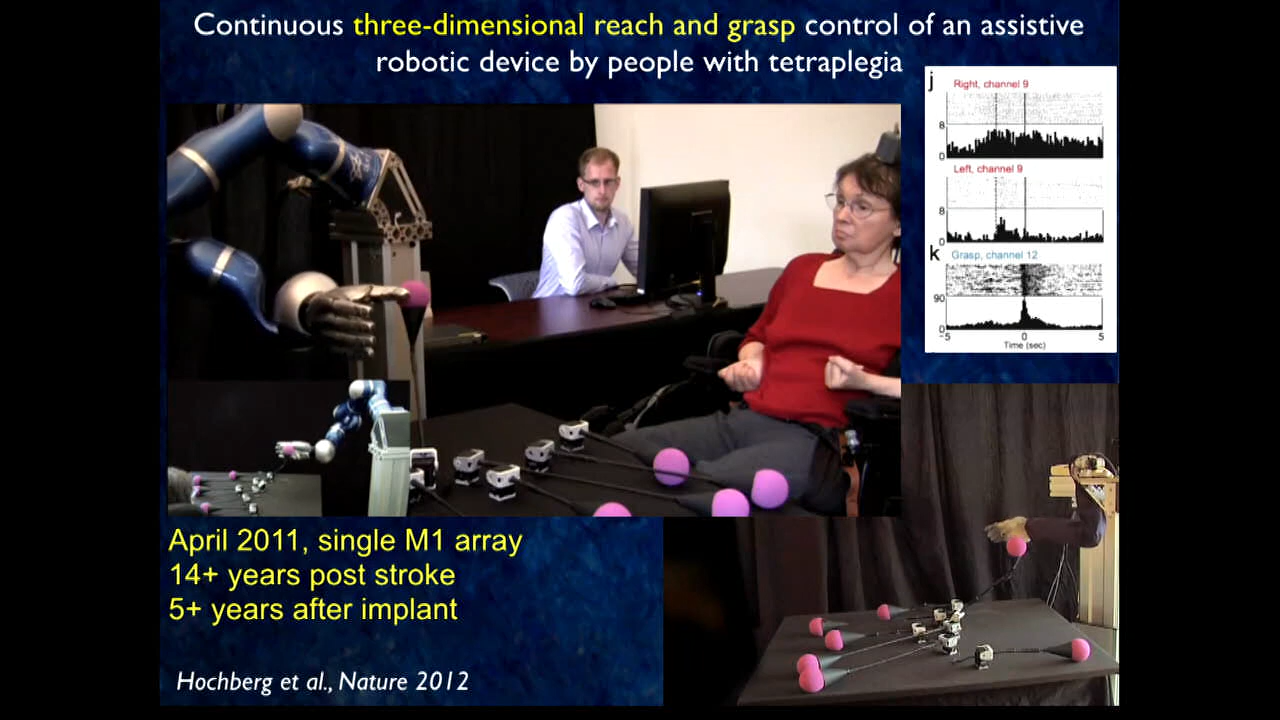 Continuous three-dimensional reach and grasp control of an assistive
robotic device by people with tetraplegia
j
Right, channel 9
8
0
Left, channel 9
8
0
k
Grasp, channel 12
90
0
-5 0 5
Time (sec)
April 2011, single M1 array
14+ years post stroke
5+ years after implant
Hochberg et al., Nature 2012